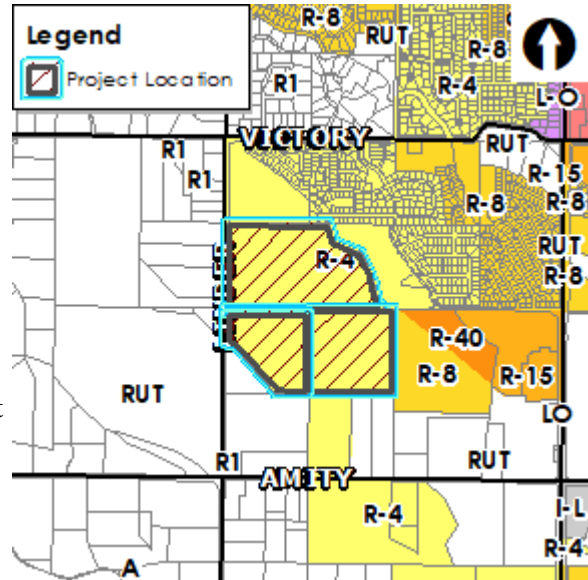 Legend
Project Location
R-8
RUT
R-8
R1
R-4
L-O
VICTORY
RUT
R1
R-15
R1
R-8
R-8
RUT
R-4
R-8
R-40
R-8
R-15
RUT
t
LO
R1
RUT
AMITY
I-L
R-4
R-4
A